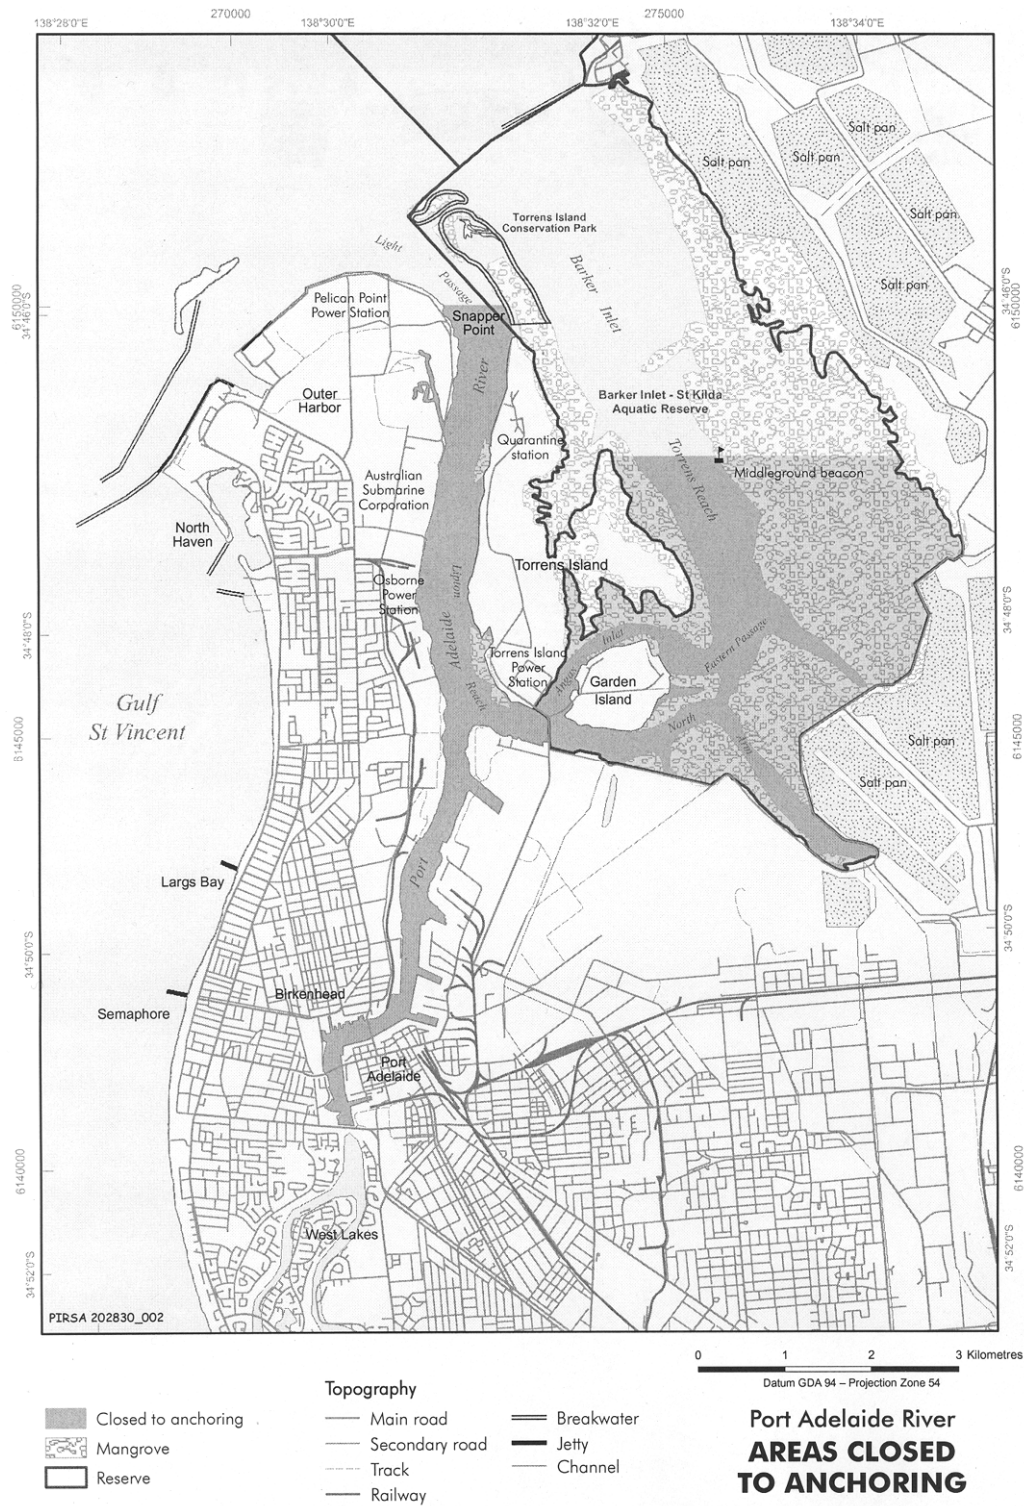 270000
275000
138°28'0"E
138°30'0"E
138°32'0"E
138°34'0"E
Salt pan
Salt pan
Salt pan
Salt pan
Salt pan
Torrens Island
Conservation Park
Light
Passage
Barker
Inlet
6150000
34°46'0"S
34°46'0"S
6150000
Pelican Point
Power Station
Snapper
Point
River
Barker Inlet - St Kilda
Aquatic Reserve
Outer
Harbor
Quarantine
station
Torrens Reach
Middleground beacon
Australian
Submarine
Corporation
North
Haven
Torrens Island
Osborne
Power
Station
Lipson
34°48'0"S
34°48'0"S
Adelaide
Inlet
Eastern Passage
Torrens Island
Power
Station
Angas
Garden
Island
Reach
Gulf
St Vincent
North
Arm
6145000
6145000
Salt pan
Salt pan
Port
Largs Bay
34°50'0"S
34°50'0"S
Birkenhead
Semaphore
Port
Adelaide
6140000
6140000
West Lakes
34°52'0"S
34°52'0"S
PIRSA 202830_002
0 1 2 3 Kilometres
Datum GDA 94 – Projection Zone 54
Topography
Closed to anchoring
Mangrove
Reserve
Main road
Secondary road
Track
Railway
Breakwater
Jetty
Channel
Port Adelaide River
AREAS CLOSED
TO ANCHORING